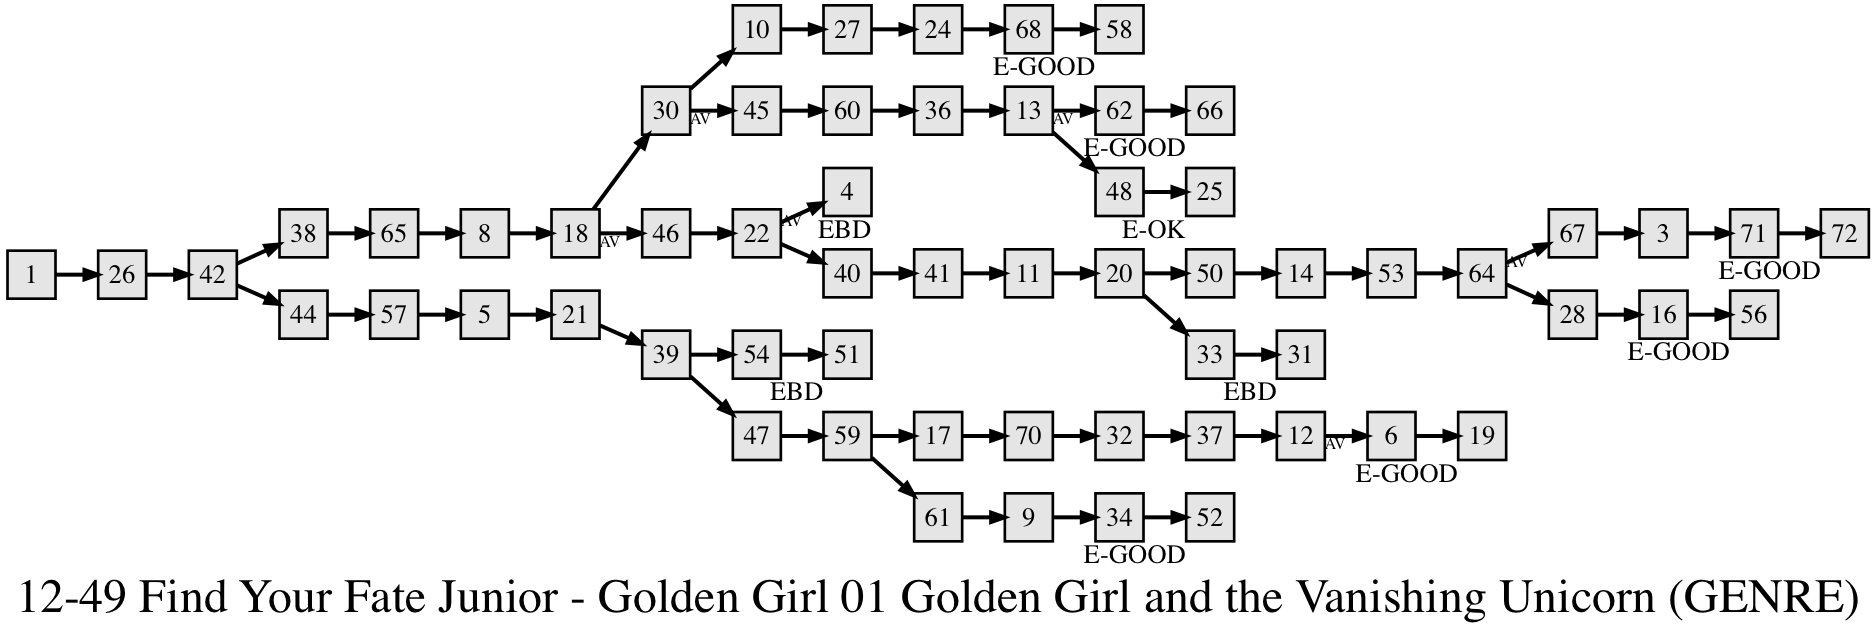 10 27 24 68 58
E-GOOD
30 AV 45 60 36 13 AV 62 66
E-GOOD
4
48 25
EBD
E-OK
38 65 8 18 AV 46 22 AV
67 3 71 72
E-GOOD
1 26 42
40 41 11 20 50 14 53 64 AV
44 57 5 21
28 16 56
E-GOOD
39 54 51
EBD
33 31
EBD
47 59 17 70 32 37 12 AV 6 19
E-GOOD
61 9 34 52
E-GOOD
12-49 Find Your Fate Junior - Golden Girl 01 Golden Girl and the Vanishing Unicorn (GENRE)